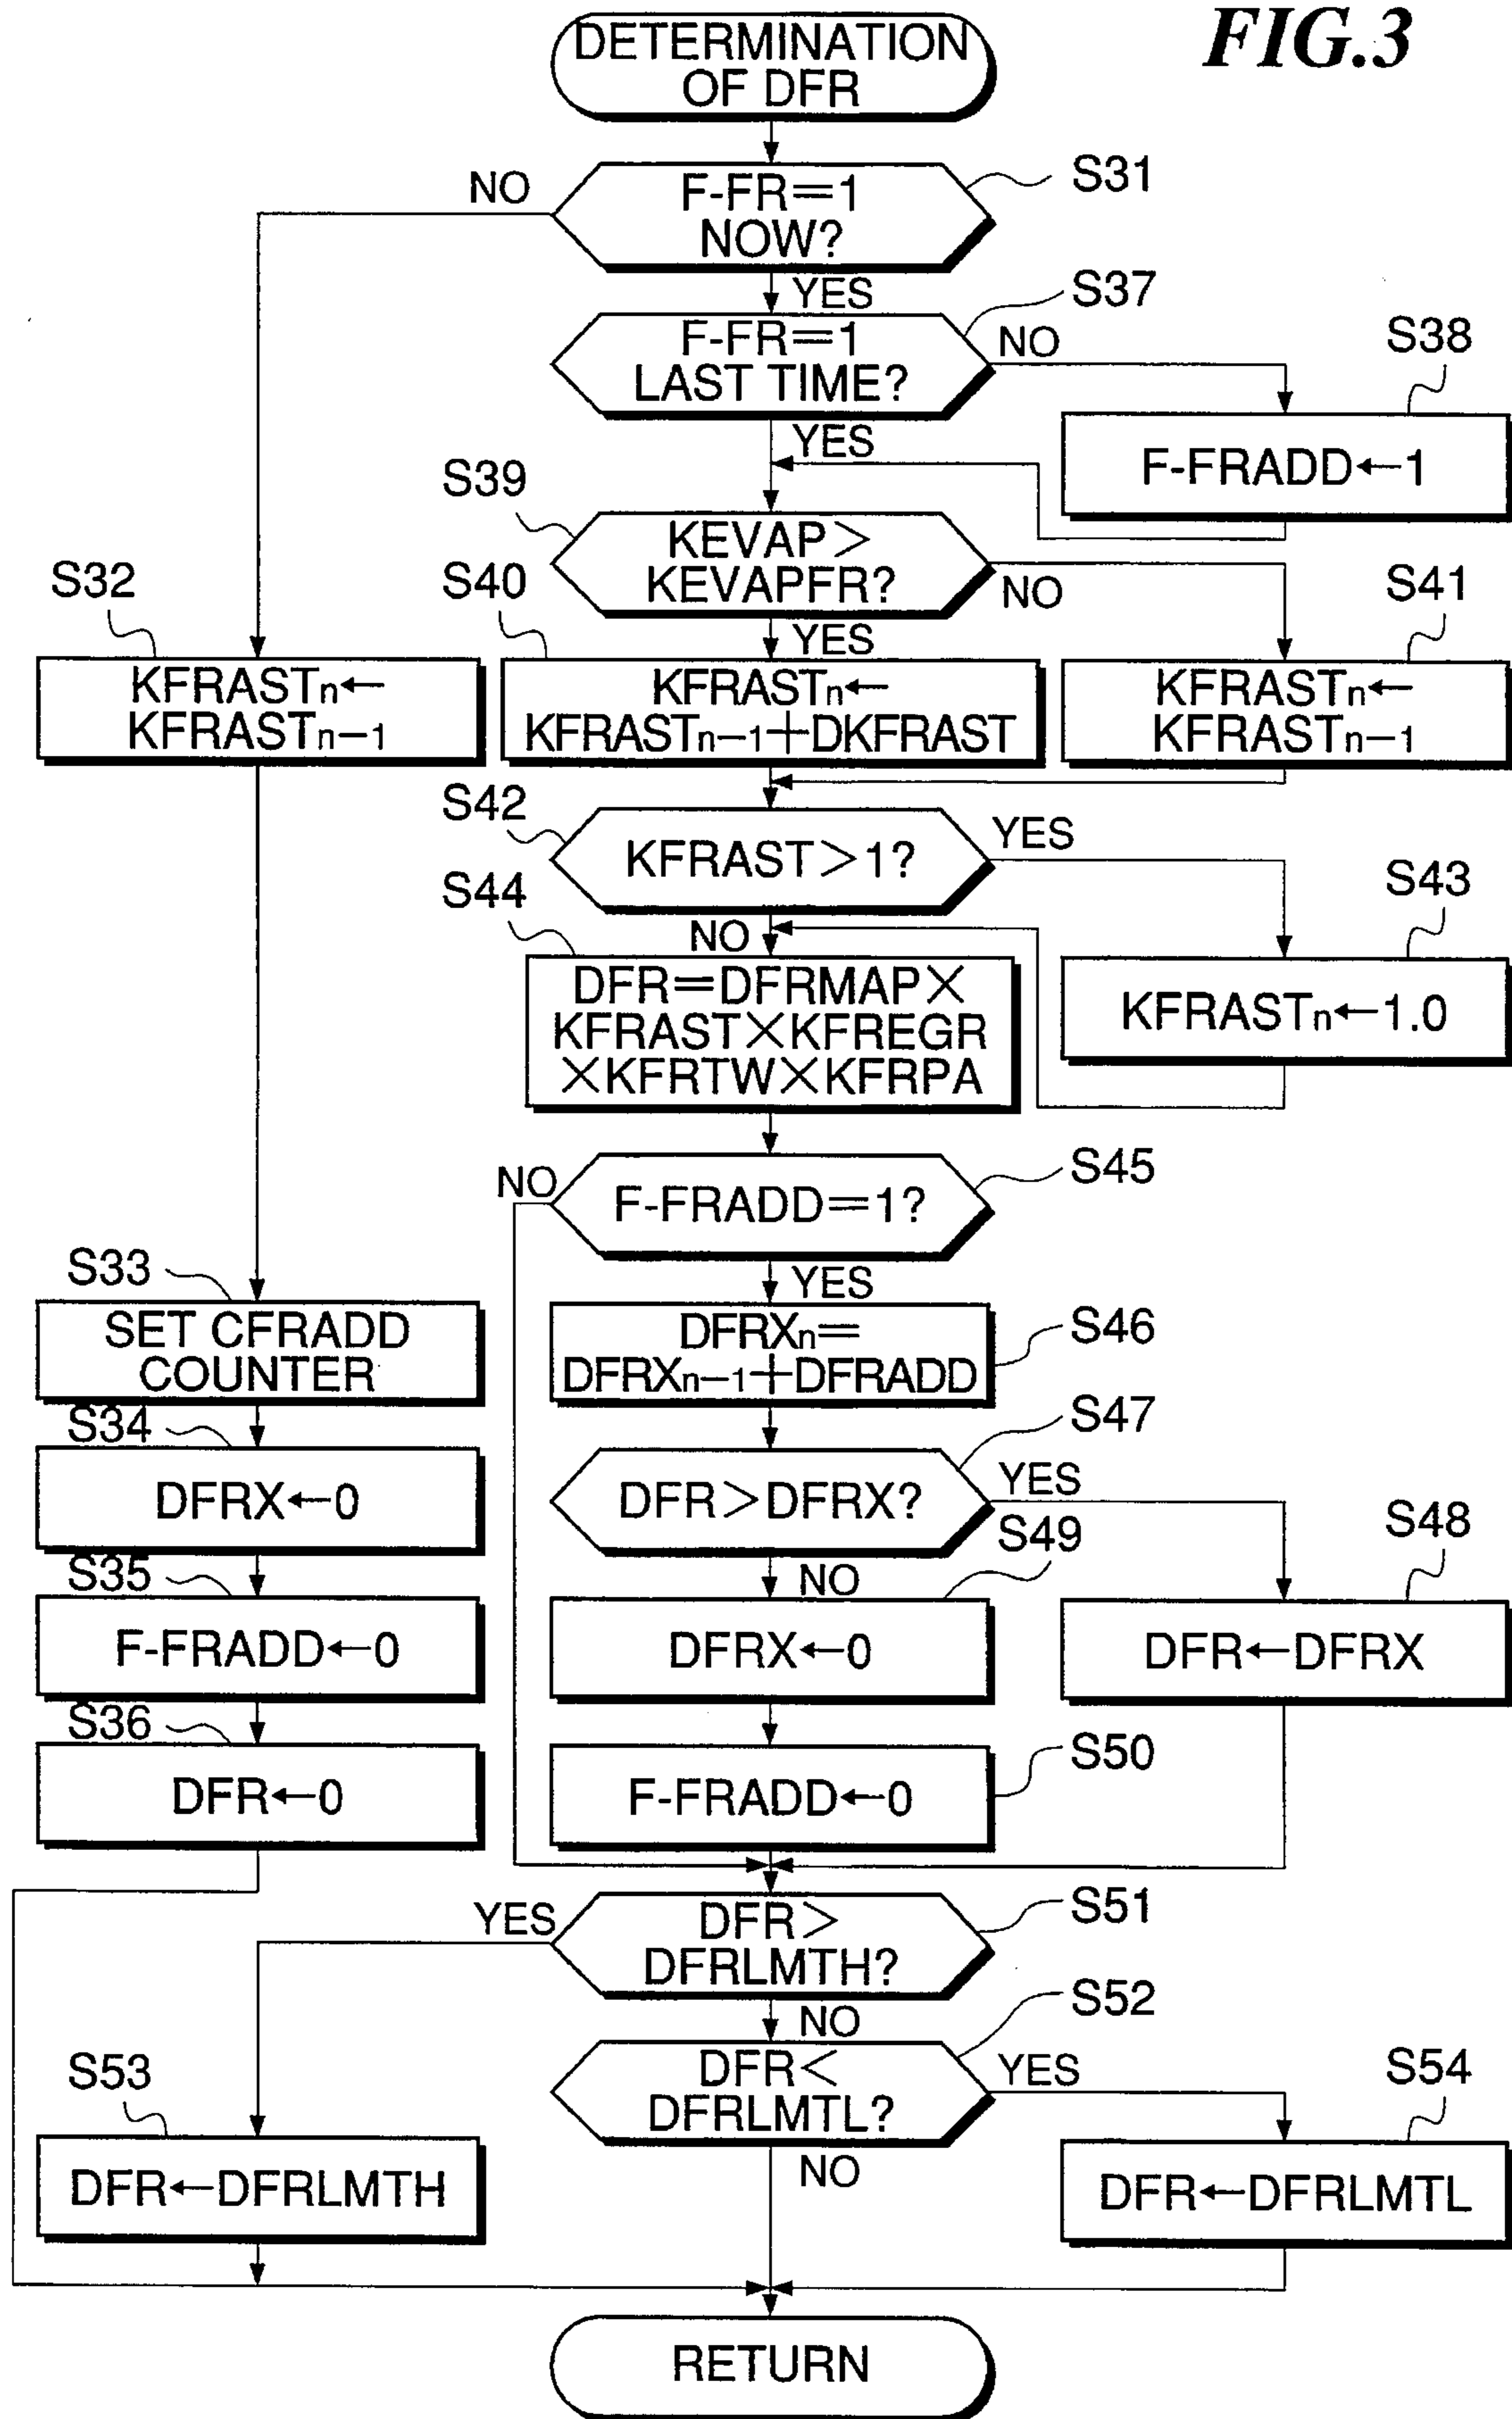 FIG.3
DETERMINATION
OF DFR
S31
NO
F-FR=1
NOW?
YES
S37
F-FR=1
LAST TIME?
NO
S38
YES
F-FRADD←1
S39
KEVAP>
KEVAPFR?
NO
S32
S40
YES
S41
KFRASTn←
KFRASTn-1
KFRASTn←
KFRASTn-1+DKFRAST
KFRASTn←
KFRASTn-1
S42
KFRAST>1?
YES
S43
S44
NO
KFRASTn←1.0
DFR=DFRMAP×
KFRAST×KFREGR
×KFRTW×KFRPA
S45
NO
F-FRADD=1?
YES
S33
SET CFRADD
COUNTER
S46
DFRXn=
DFRXn-1+DFRADD
S34
S47
DFRX←0
DFR>DFRX?
YES
S49
S48
S35
NO
F-FRADD←0
DFRX←0
DFR←DFRX
S36
S50
DFR←0
F-FRADD←0
S51
YES
DFR>
DFRLMTH?
S52
NO
S53
DFR<
DFRLMTL?
YES
S54
DFR←DFRLMTH
NO
DFR←DFRLMTL
RETURN